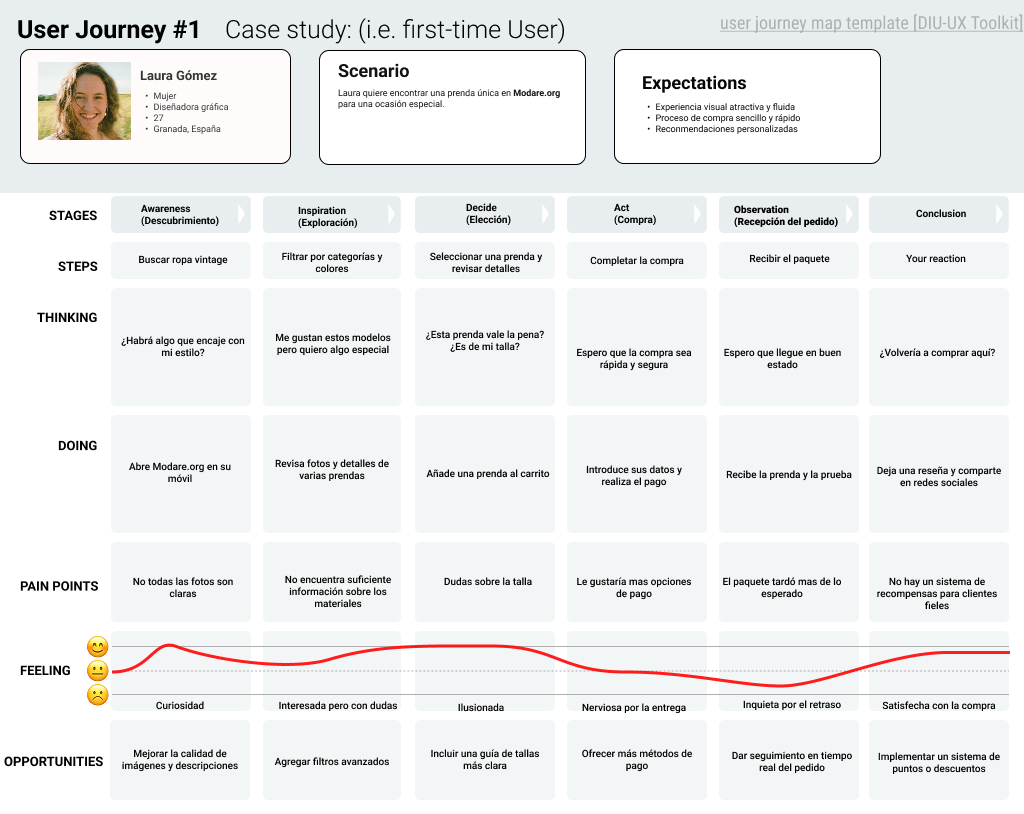 User Journey #1 Case study: (i.e. first-time User)
user journey map template [DIU-UX Toolkit]
Laura Gómez
• Mujer
• Diseñadora gráfica
• 27
• Granada, España
Scenario
Laura quiere encontrar una prenda única en Modare.org
para una ocasión especial.
Expectations
• Experiencia visual atractiva y fluida
• Proceso de compra sencillo y rápido
• Recomendaciones personalizadas
STAGES
Awareness
(Descubrimiento)
Inspiration
(Exploración)
Decide
(Elección)
Act
(Compra)
Observation
(Recepción del pedido)
Conclusion
STEPS
Buscar ropa vintage
Filtrar por categorías y
colores
Seleccionar una prenda y
revisar detalles
Completar la compra
Recibir el paquete
Your reaction
THINKING
¿Habrá algo que encaje con
mi estilo?
Me gustan estos modelos
pero quiero algo especial
¿Esta prenda vale la pena?
¿Es de mi talla?
Espero que la compra sea
rápida y segura
Espero que llegue en buen
estado
¿Volvería a comprar aquí?
DOING
Abre Modare.org en su
móvil
Revisa fotos y detalles de
varias prendas
Añade una prenda al carrito
Introduce sus datos y
realiza el pago
Recibe la prenda y la prueba
Deja una reseña y comparte
en redes sociales
PAIN POINTS
No todas las fotos son
claras
No encuentra suficiente
información sobre los
materiales
Dudas sobre la talla
Le gustaría mas opciones
de pago
El paquete tardó mas de lo
esperado
No hay un sistema de
recompensas para clientes
fieles
FEELING
Curiosidad
Interesada pero con dudas
Ilusionada
Nerviosa por la entrega
Inquieta por el retraso
Satisfecha con la compra
OPPORTUNITIES
Mejorar la calidad de
imágenes y descripciones
Agregar filtros avanzados
Incluir una guía de tallas
más clara
Ofrecer más métodos de
pago
Dar seguimiento en tiempo
real del pedido
Implementar un sistema de
puntos o descuentos